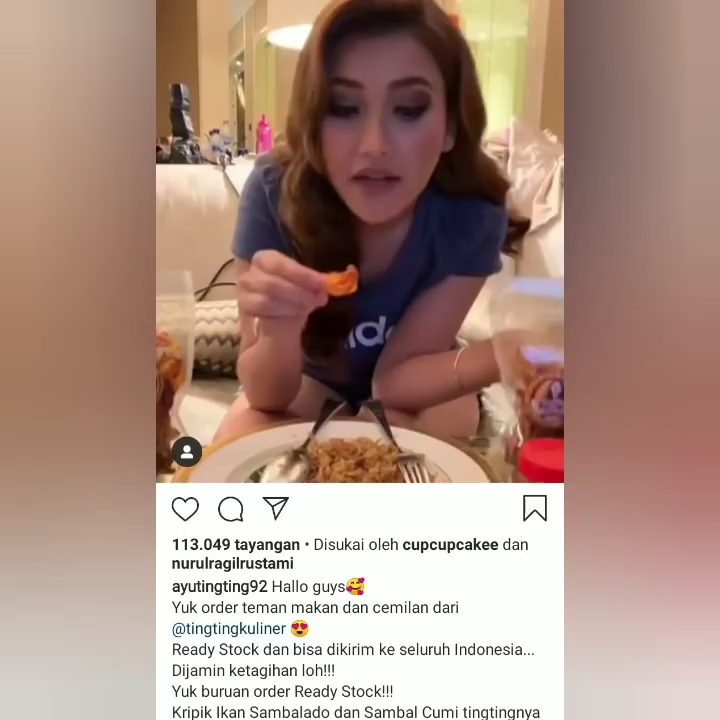 113.049 tayangan • Disukai oleh cupcupcakee dan
nurulragilrustami
ayutingting92 Hallo guys🥰
Yuk order teman makan dan cemilan dari
@tingtingkuliner 😍
Ready Stock dan bisa dikirim ke seluruh Indonesia...
Dijamin ketagihan loh!!!
Yuk buruan order Ready Stock!!!
Kripik Ikan Sambalado dan Sambal Cumi tingtingnya